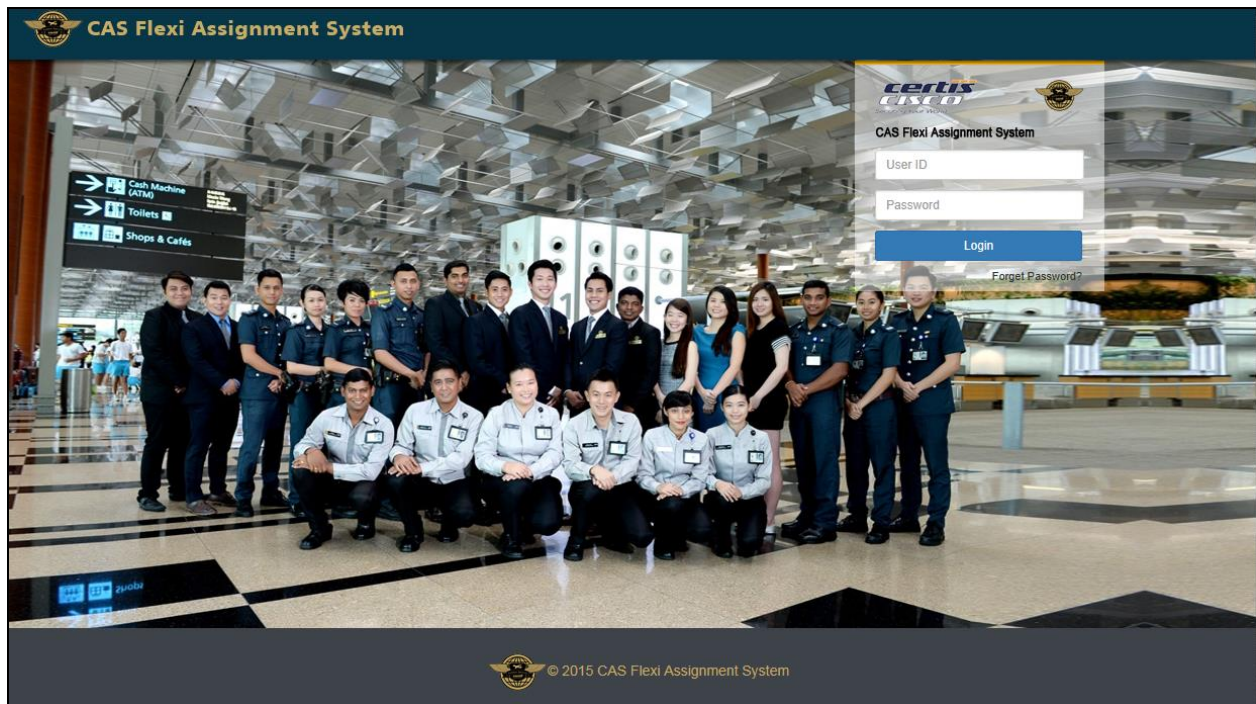 CAS Flexi Assignment System
certis
CISCO
CAS Flexi Assignment System
User ID
Password
Login
Forget Password?
Cash Machine
(ATM)
Toilets
Shops & Cafés
Shops
© 2015 CAS Flexi Assignment System